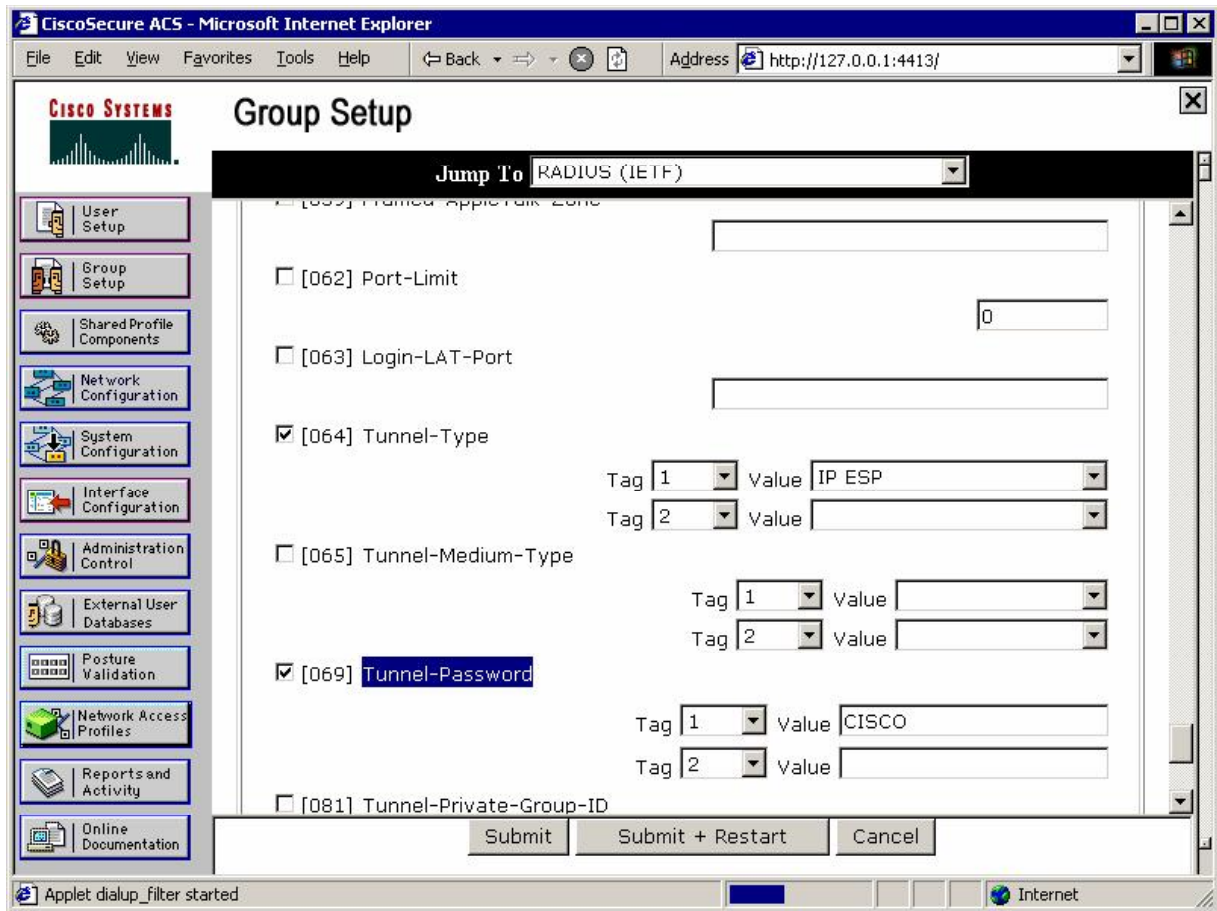 CiscoSecure ACS - Microsoft Internet Explorer
File Edit View Favorites Tools Help Back Address http://127.0.0.1:4413/
CISCO SYSTEMS
Group Setup
Jump To RADIUS (IETF)
User Setup
Group Setup
Shared Profile Components
Network Configuration
System Configuration
Interface Configuration
Administration Control
External User Databases
Posture Validation
Network Access Profiles
Reports and Activity
Online Documentation
[059] Framed-AppleTalk-Zone
[062] Port-Limit
0
[063] Login-LAT-Port
[064] Tunnel-Type
Tag 1 Value IP ESP
Tag 2 Value
[065] Tunnel-Medium-Type
Tag 1 Value
Tag 2 Value
[069] Tunnel-Password
Tag 1 Value CISCO
Tag 2 Value
[081] Tunnel-Private-Group-ID
Submit Submit + Restart Cancel
Applet dialup_filter started Internet